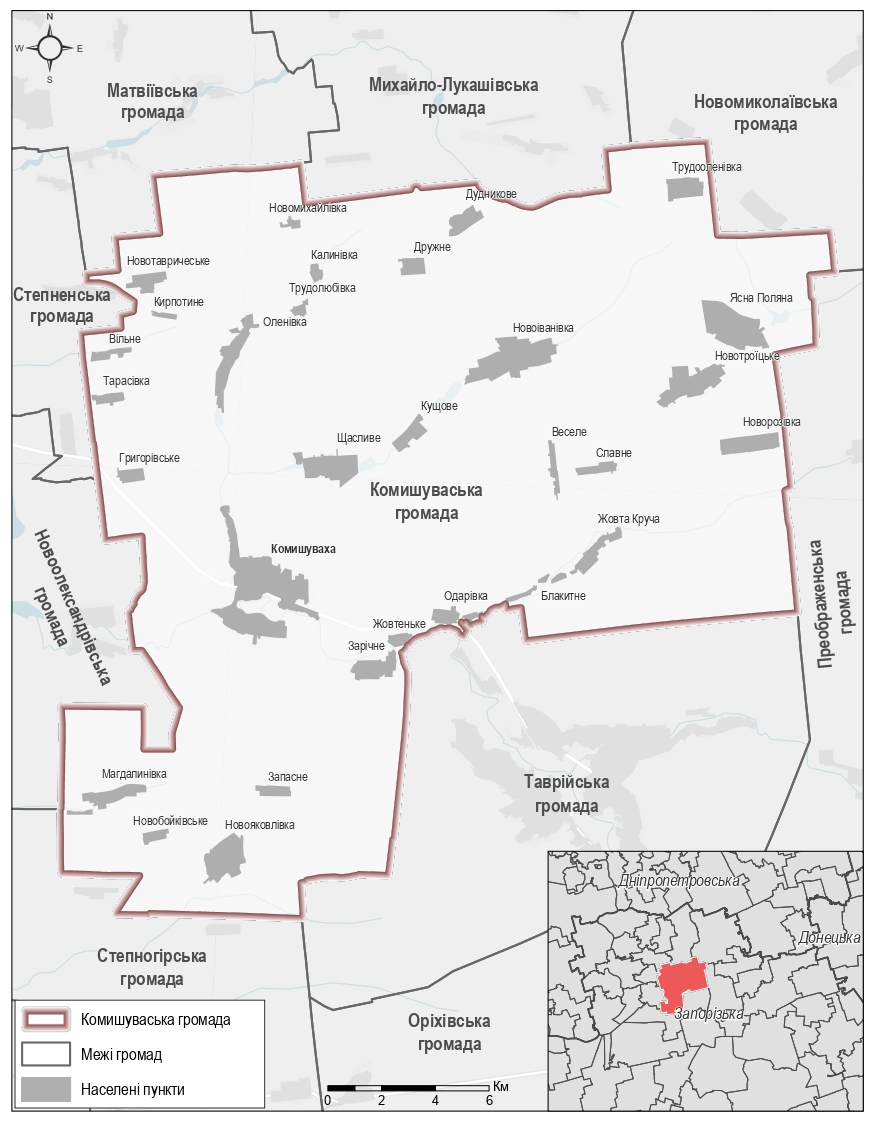 N
W
E
S
Матвіївська
громада
Михайло-Лукашівська
громада
Новомиколаївська
громада
Трудооленівка
Дудникове
Новомихайлівка
Дружне
Калинівка
Новотавричеське
Трудолюбівка
Степненська
громада
Кирпотине
Ясна Поляна
Оленівка
Новоіванівка
Вільне
Новотроїцьке
Тарасівка
Кущове
Новорозівка
Щасливе
Веселе
Славне
Григорівське
Комишуваська
громада
Жовта Круча
Комишуваха
Новоолександрівська
громада
Преображенська
громада
Одарівка
Блакитне
Жовтеньке
Зарічне
Магдалинівка
Запасне
Таврійська
громада
Новобойківське
Новояковлівка
Дніпропетровська
Донецька
Запорізька
Степногірська
громада
Оріхівська
громада
Комишуваська громада
Межі громад
Населені пункти
Км
0 2 4 6